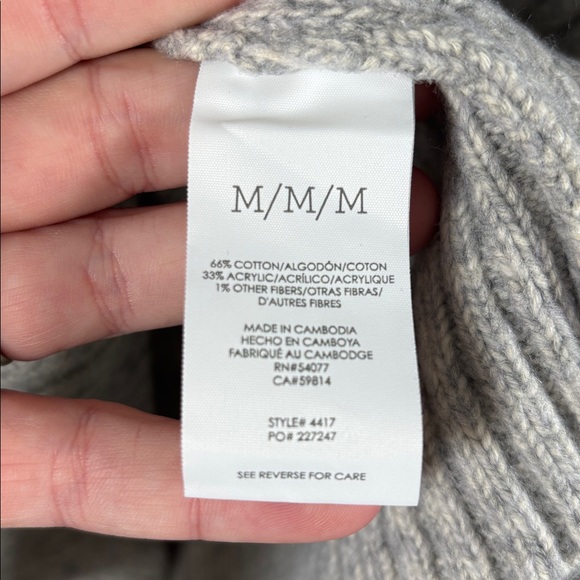 M/M/M
66% COTTON/ALGODÓN/COTON
33% ACRYLIC/ACRÍLICO/ACRYLIQUE
1% OTHER FIBERS/OTRAS FIBRAS/
D'AUTRES FIBRES
MADE IN CAMBODIA
HECHO EN CAMBOYA
FABRIQUÉ AU CAMBODGE
RN#54077
CA#59814
STYLE# 4417
PO# 227247
SEE REVERSE FOR CARE